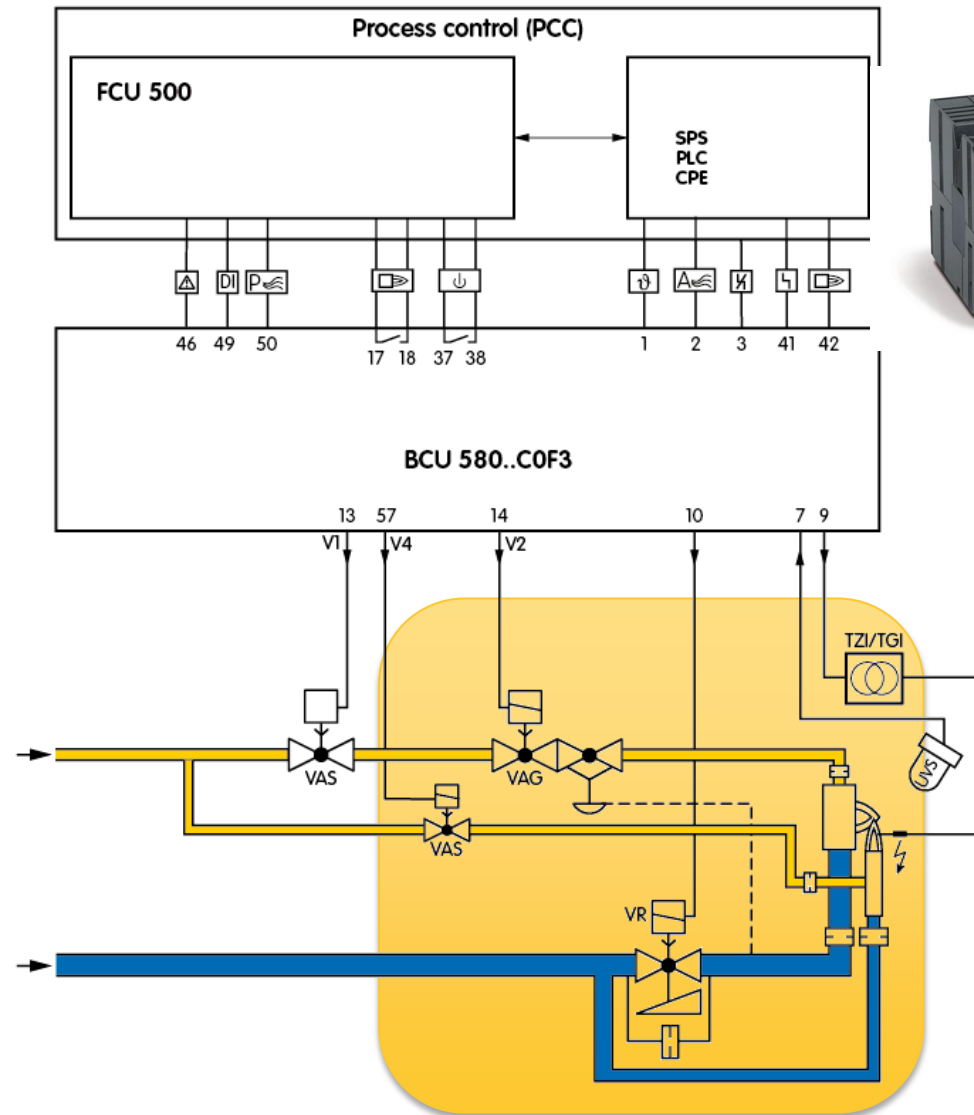 Process control (PCC)
FCU 500
SPS
PLC
CPE
DI
P
ϑ
A
46 49 50 17 18 37 38 1 2 3 41 42
BCU 580..C0F3
13 57 14 10 7 9
V1 V4 V2
TZI/TGI
VAS VAG
UVS
VAS
VR